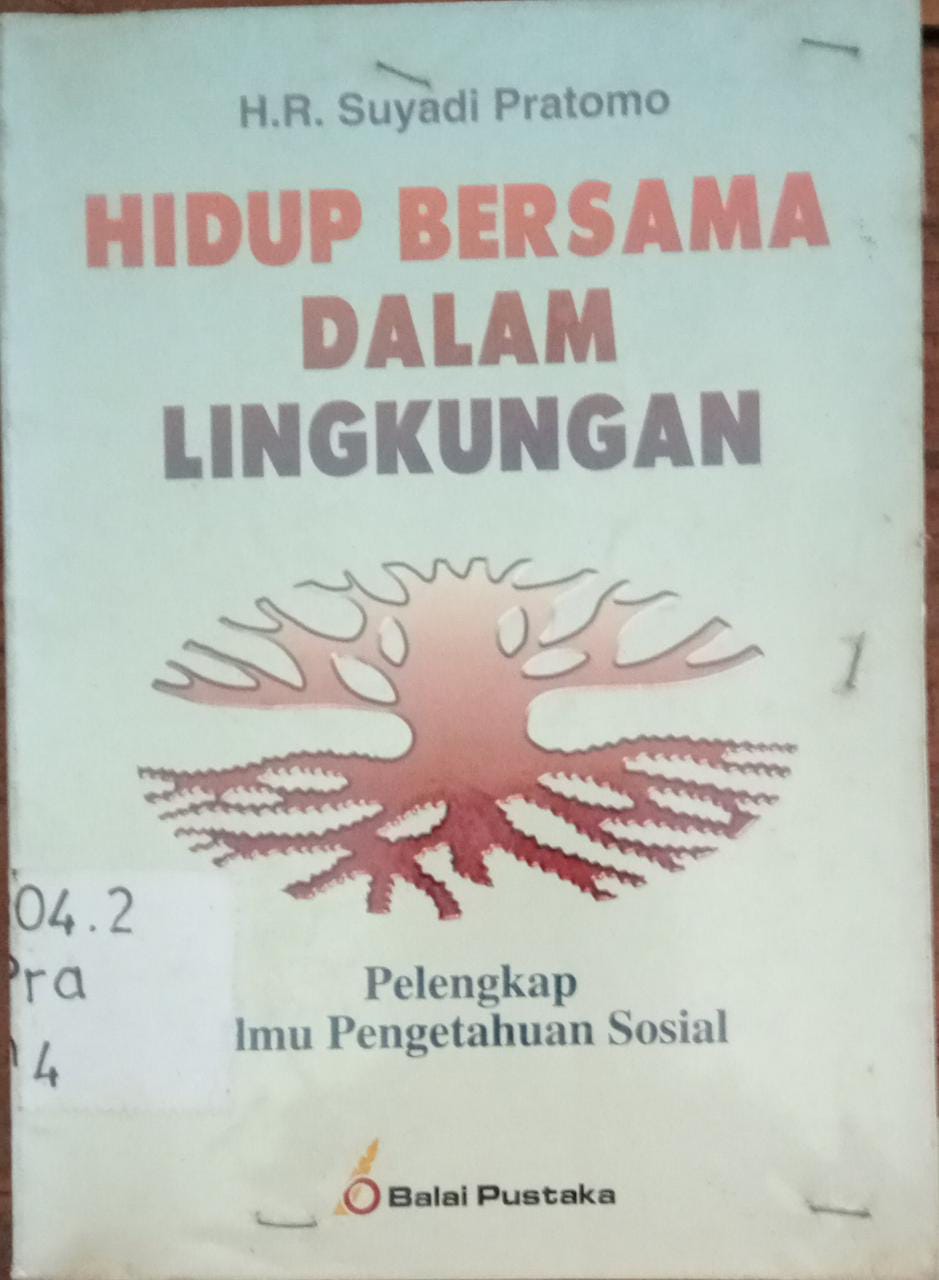 H.R. Suyadi Pratomo
HIDUP BERSAMA
DALAM
LINGKUNGAN
04.2
ra
4
Pelengkap
lmu Pengetahuan Sosial
Balai Pustaka